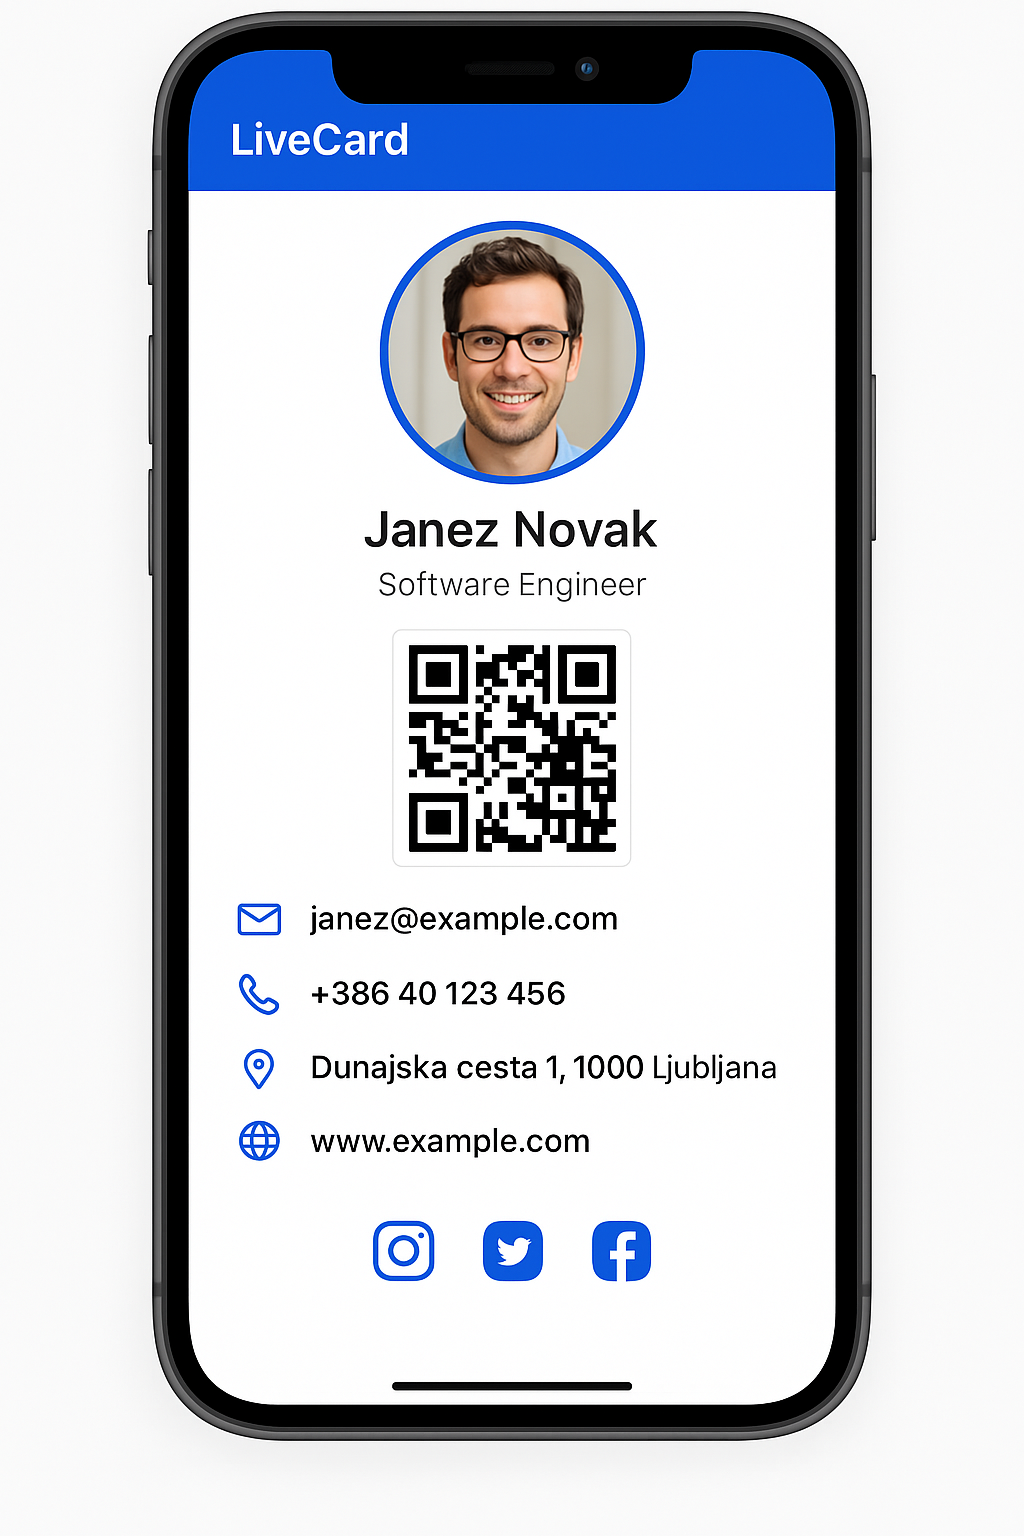 LiveCard
Janez Novak
Software Engineer
janez@example.com
+386 40 123 456
Dunajska cesta 1, 1000 Ljubljana
www.example.com